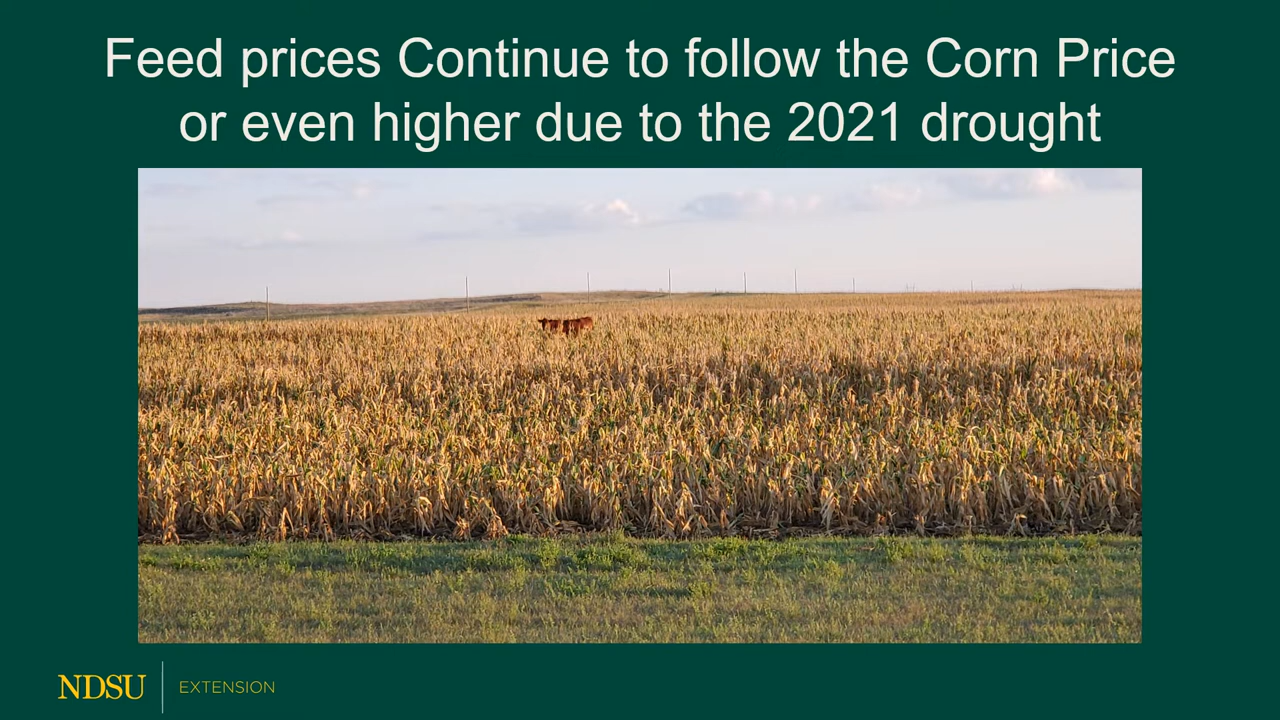 Feed prices Continue to follow the Corn Price
or even higher due to the 2021 drought
NDSU EXTENSION